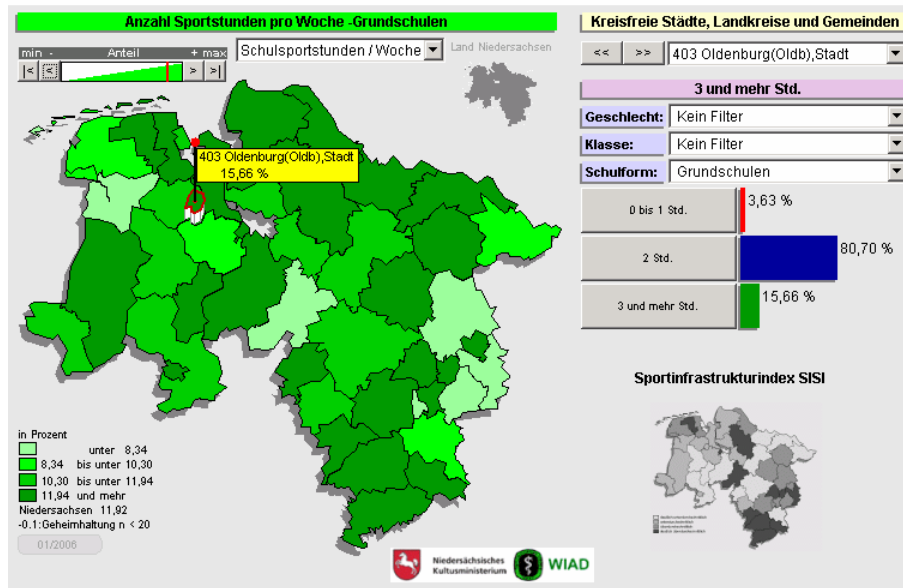 Anzahl Sportstunden pro Woche -Grundschulen
min - Anteil + max
|< < > >|
Schulsportstunden / Woche
Land Niedersachsen
403 Oldenburg(Oldb),Stadt
15,66 %
in Prozent
unter 8,34
8,34 bis unter 10,30
10,30 bis unter 11,94
11,94 und mehr
Niedersachsen 11,92
-0.1:Geheimhaltung n < 20
01/2006
Kreisfreie Städte, Landkreise und Gemeinden
<< >> 403 Oldenburg(Oldb),Stadt
3 und mehr Std.
Geschlecht: Kein Filter
Klasse: Kein Filter
Schulform: Grundschulen
0 bis 1 Std. 3,63 %
2 Std. 80,70 %
3 und mehr Std. 15,66 %
Sportinfrastrukturindex SISI
Niedersächsisches
Kultusministerium
WIAD